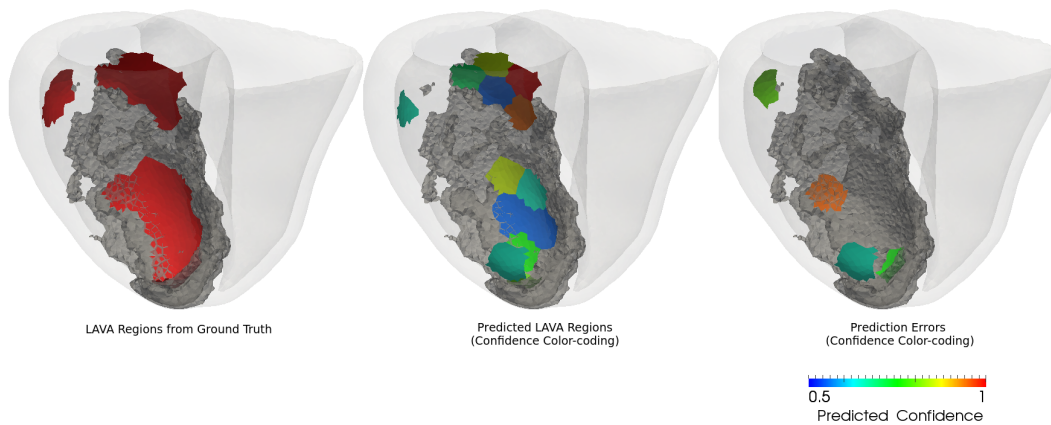 LAVA Regions from Ground Truth
Predicted LAVA Regions
(Confidence Color-coding)
Prediction Errors
(Confidence Color-coding)
0.5 1
Predicted Confidence